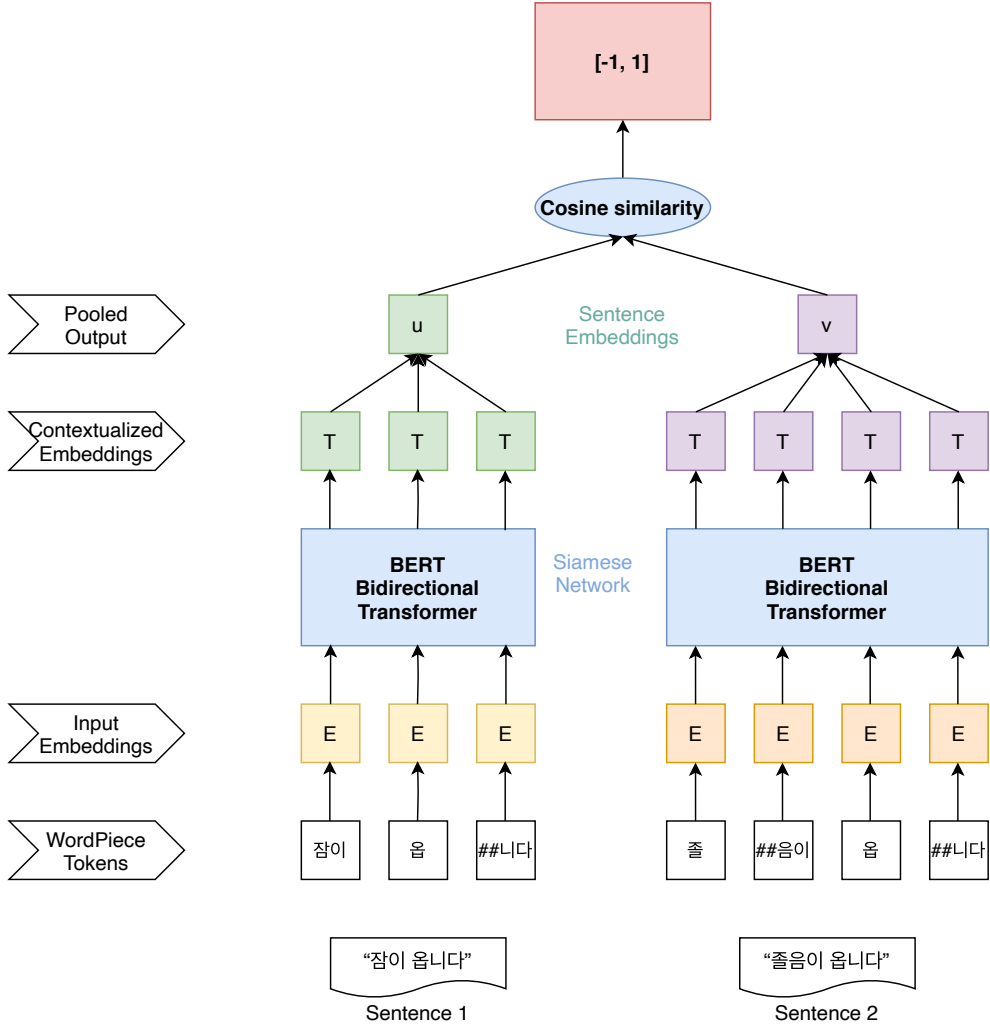 [-1, 1]
Cosine similarity
Pooled
Output
u
Sentence
Embeddings
v
Contextualized
Embeddings
T
T
T
T
T
T
T
BERT
Bidirectional
Transformer
Siamese
Network
BERT
Bidirectional
Transformer
Input
Embeddings
E
E
E
E
E
E
E
WordPiece
Tokens
잠이
옵
##니다
졸
##음이
옵
##니다
“잠이 옵니다”
“졸음이 옵니다”
Sentence 1
Sentence 2